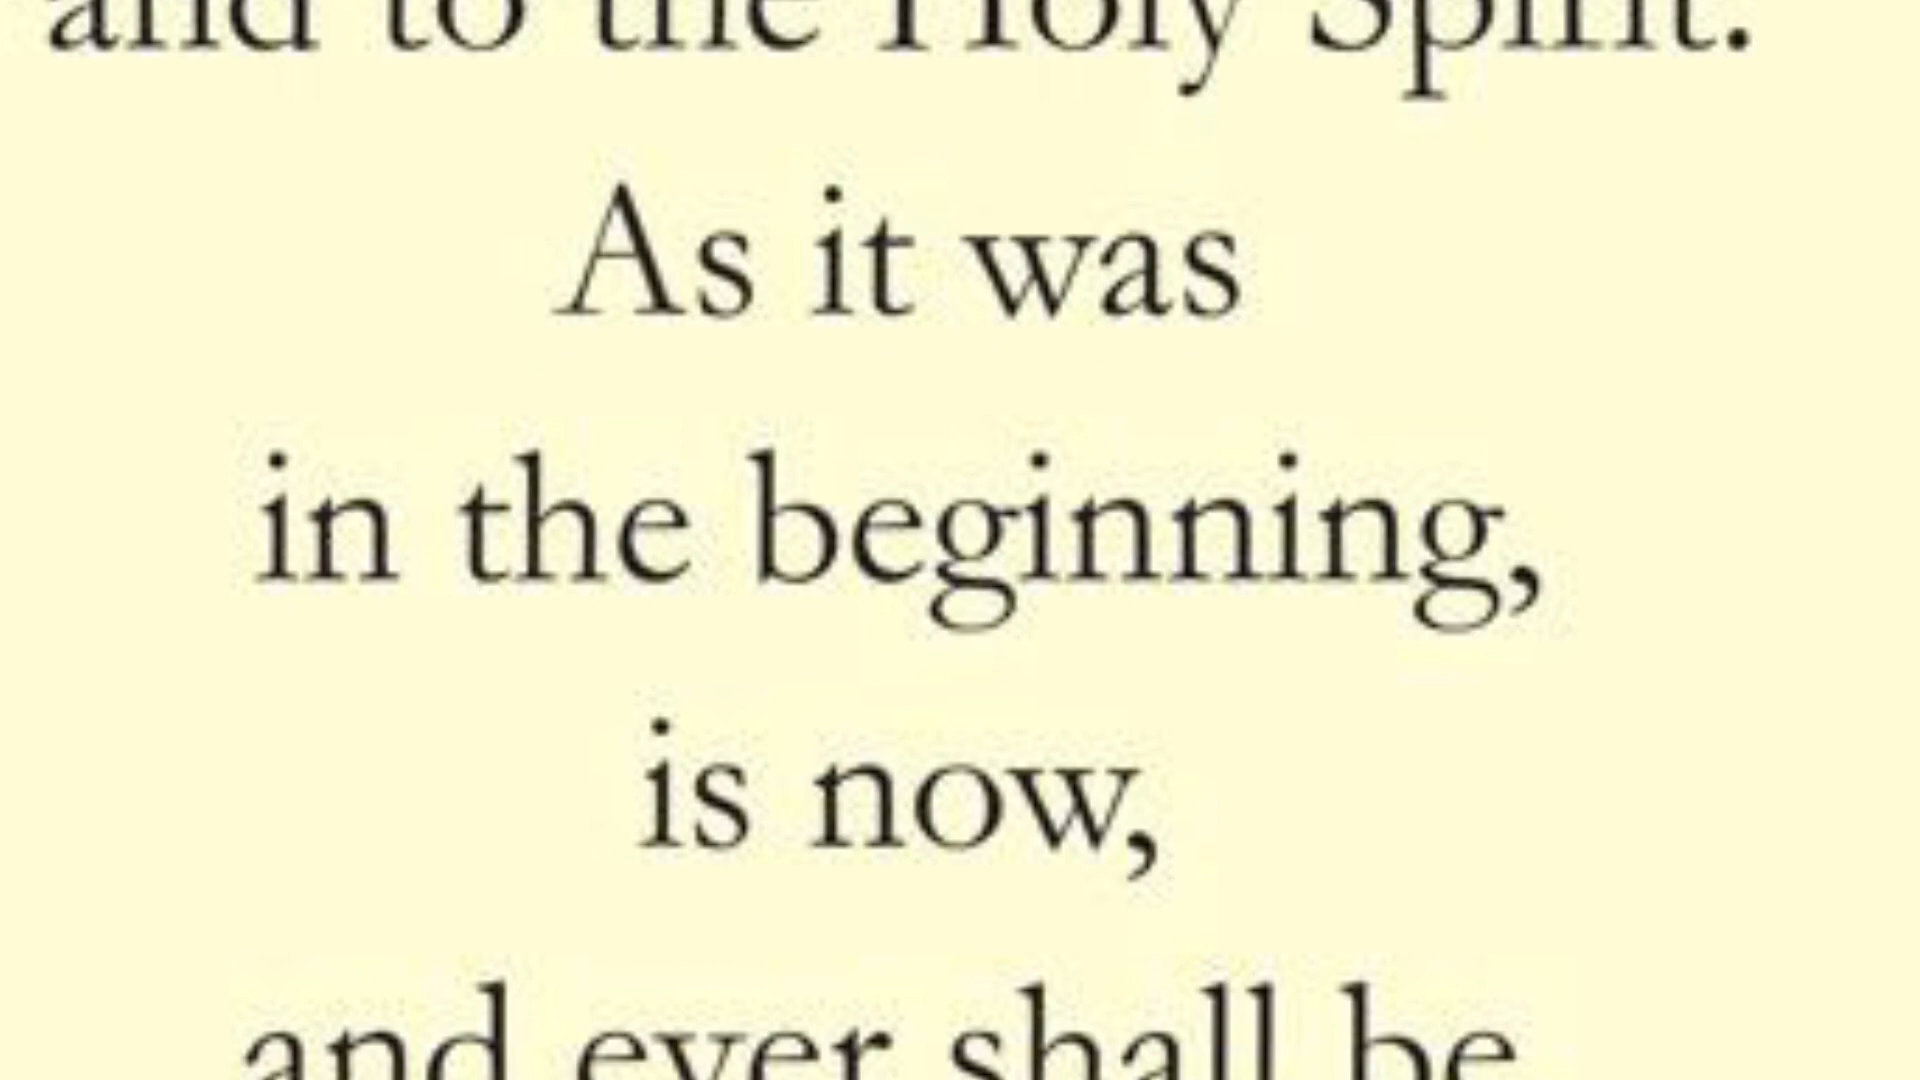 and to the Holy Spirit.
As it was
in the beginning,
is now,
and ever shall be